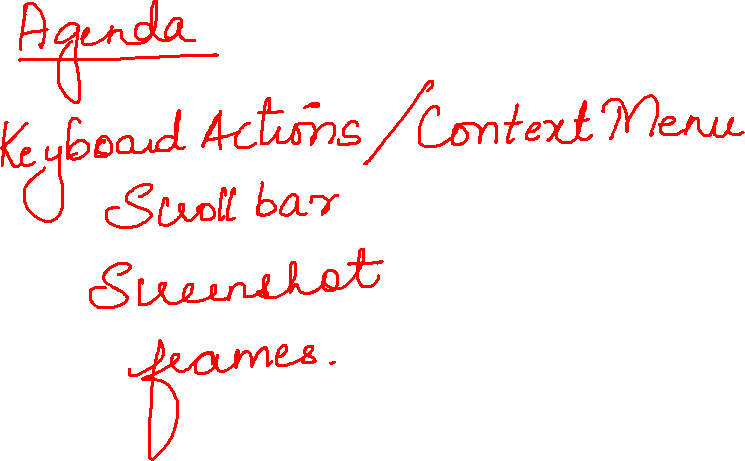 Agenda
Keyboard Actions / Context Menu
Scroll bar
Screenshot
frames.